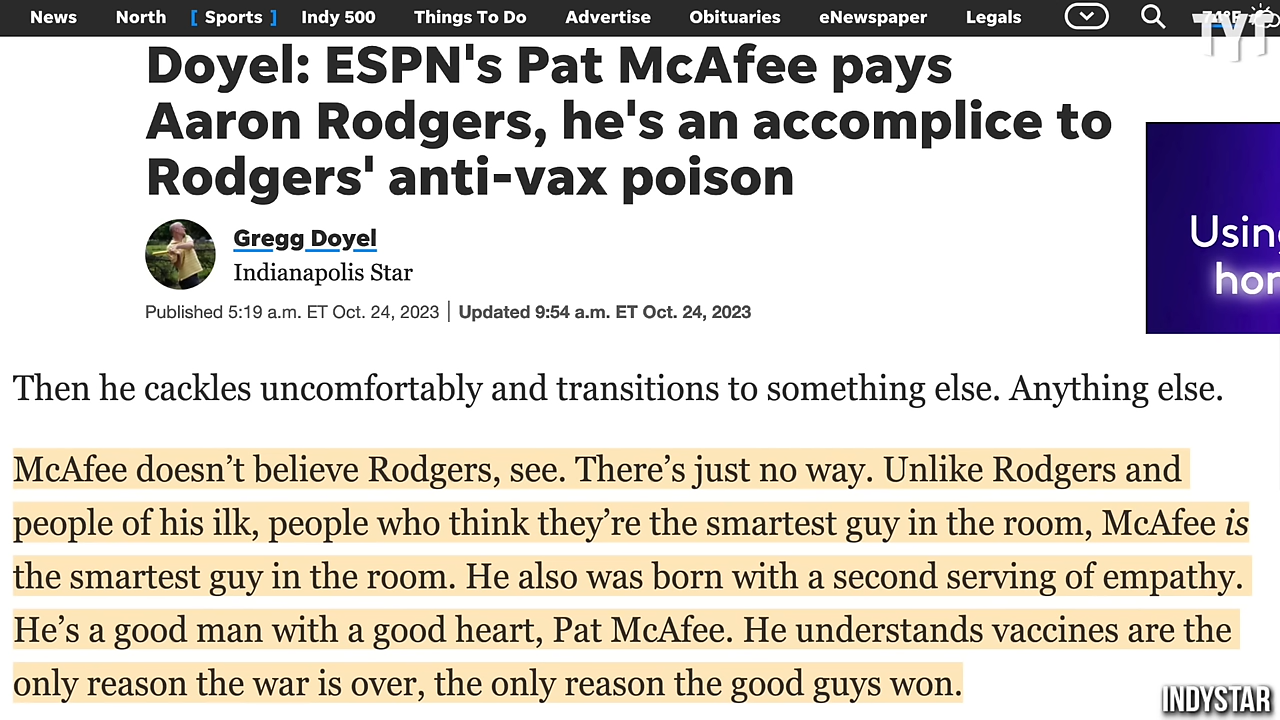 News North [ Sports ] Indy 500 Things To Do Advertise Obituaries eNewspaper Legals
TYT
Doyel: ESPN's Pat McAfee pays
Aaron Rodgers, he's an accomplice to
Rodgers' anti-vax poison
Gregg Doyel
Indianapolis Star
Published 5:19 a.m. ET Oct. 24, 2023 | Updated 9:54 a.m. ET Oct. 24, 2023
Then he cackles uncomfortably and transitions to something else. Anything else.
McAfee doesn’t believe Rodgers, see. There’s just no way. Unlike Rodgers and
people of his ilk, people who think they’re the smartest guy in the room, McAfee is
the smartest guy in the room. He also was born with a second serving of empathy.
He’s a good man with a good heart, Pat McAfee. He understands vaccines are the
only reason the war is over, the only reason the good guys won.
INDYSTAR